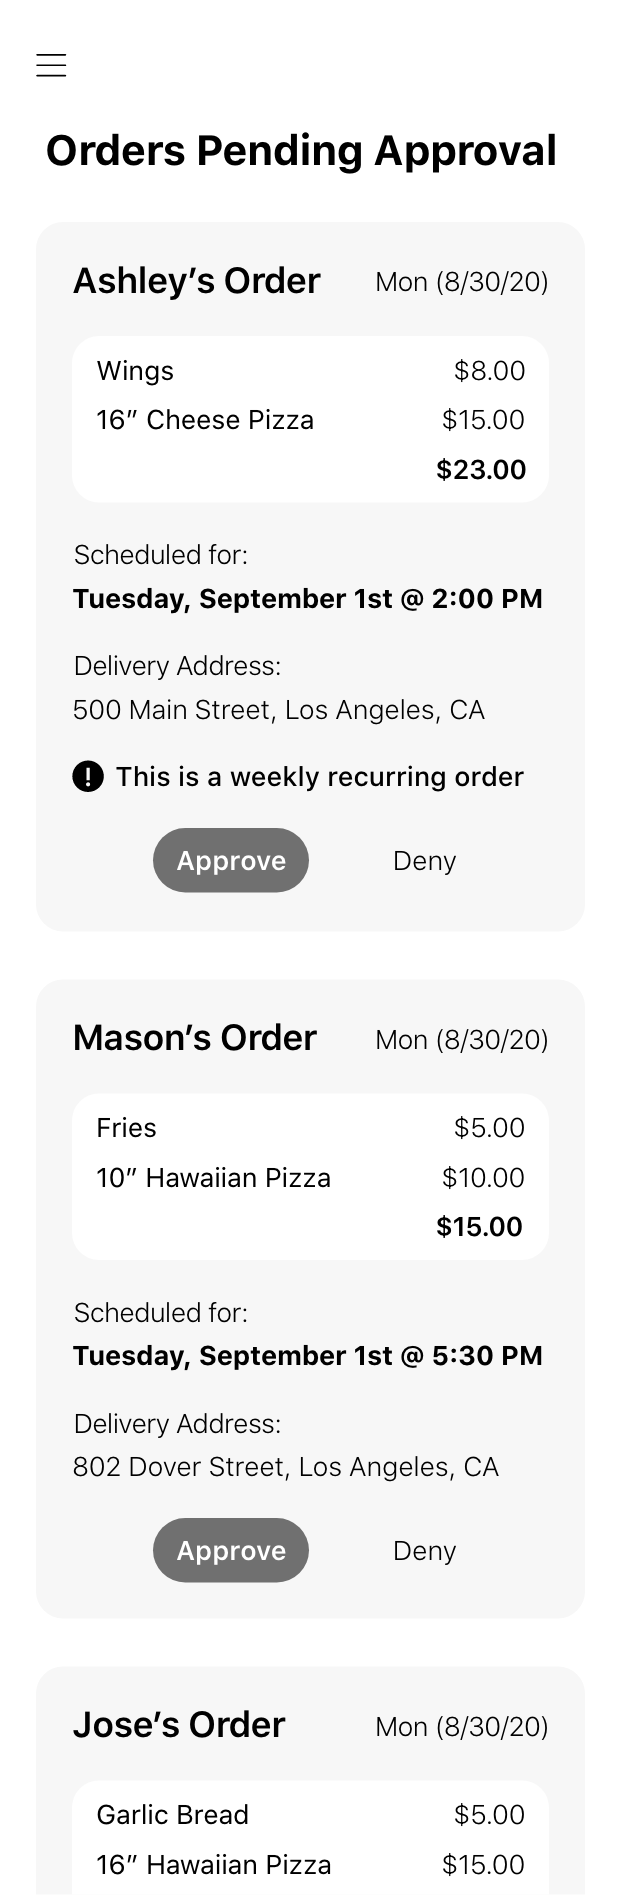 Orders Pending Approval
Ashley’s Order Mon (8/30/20)
Wings $8.00
16” Cheese Pizza $15.00
$23.00
Scheduled for:
Tuesday, September 1st @ 2:00 PM
Delivery Address:
500 Main Street, Los Angeles, CA
! This is a weekly recurring order
Approve Deny
Mason’s Order Mon (8/30/20)
Fries $5.00
10” Hawaiian Pizza $10.00
$15.00
Scheduled for:
Tuesday, September 1st @ 5:30 PM
Delivery Address:
802 Dover Street, Los Angeles, CA
Approve Deny
Jose’s Order Mon (8/30/20)
Garlic Bread $5.00
16” Hawaiian Pizza $15.00